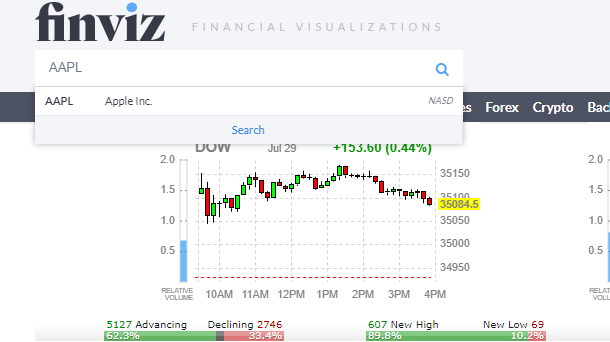 finviz
FINANCIAL VISUALIZATIONS
AAPL
AAPL Apple Inc. NASD
Search
Forex Crypto
DOW Jul 29 +153.60 (0.44%)
2.0
1.5
1.0
0.5
RELATIVE VOLUME
35150
35100
35084.5
35050
35000
34950
10AM 11AM 12PM 1PM 2PM 3PM 4PM
2.0
1.5
1.0
0.5
RELATIVE VOLUME
5127 Advancing Declining 2746
62.3% 33.4%
607 New High New Low 69
89.8% 10.2%